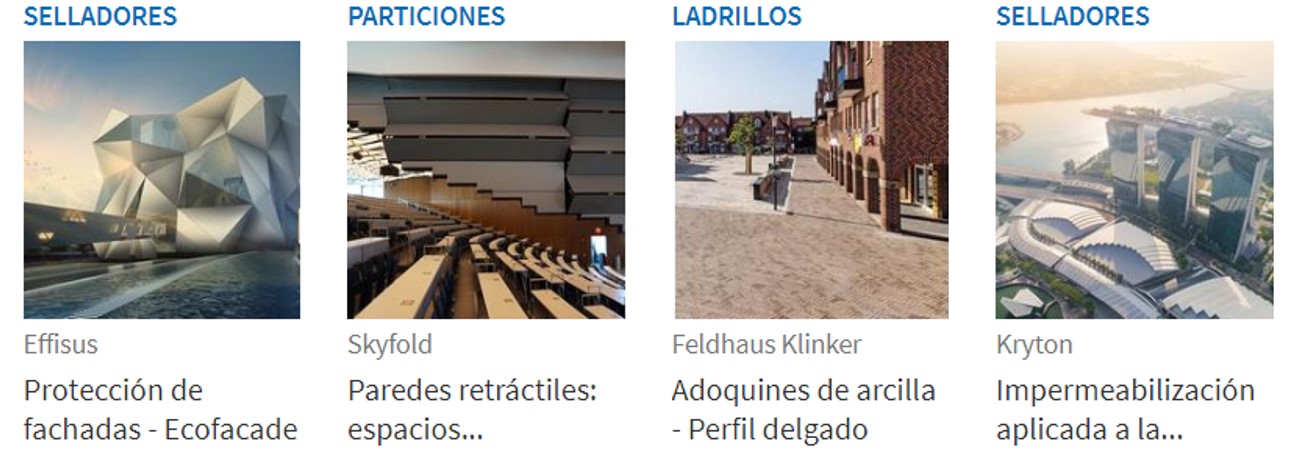 SELLADORES
PARTICIONES
LADRILLOS
SELLADORES
Effisus
Skyfold
Feldhaus Klinker
Kryton
Protección de
fachadas - Ecofacade
Paredes retráctiles:
espacios...
Adoquines de arcilla
- Perfil delgado
Impermeabilización
aplicada a la...